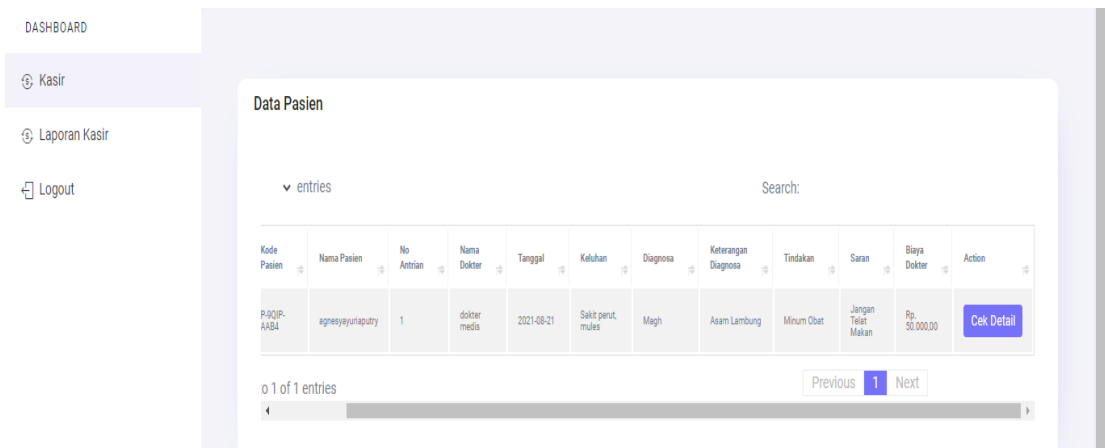 DASHBOARD
Kasir
Laporan Kasir
Logout
Data Pasien
entries
Search:
Kode Pasien
Nama Pasien
No Antrian
Nama Dokter
Tanggal
Keluhan
Diagnosa
Keterangan Diagnosa
Tindakan
Saran
Biaya Dokter
Action
P-9QIP-AAB4
agnesyayuriaputry
1
dokter medis
2021-08-21
Sakit perut, mules
Magh
Asam Lambung
Minum Obat
Jangan Telat Makan
Rp. 50.000,00
Cek Detail
o 1 of 1 entries
Previous 1 Next